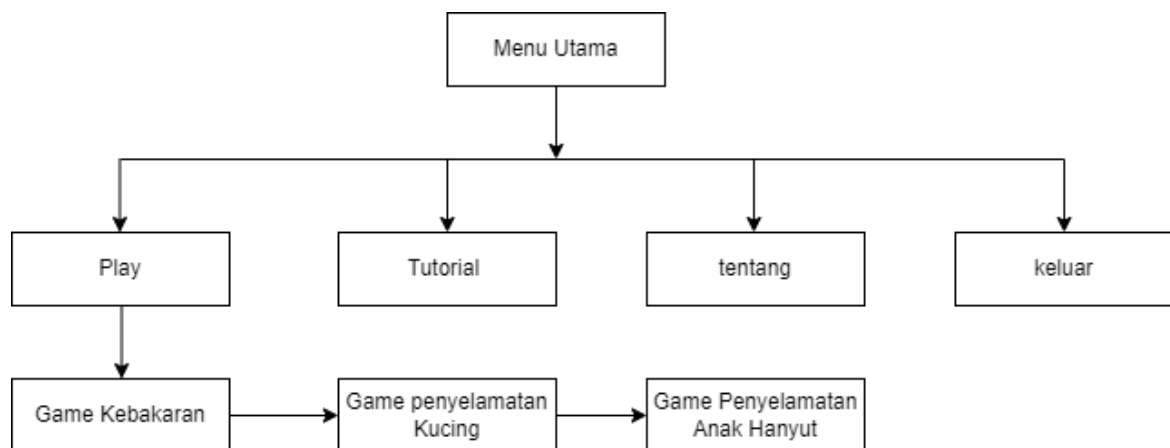 Menu Utama
Play
Tutorial
tentang
keluar
Game Kebakaran
Game penyelamatan
Kucing
Game Penyelamatan
Anak Hanyut